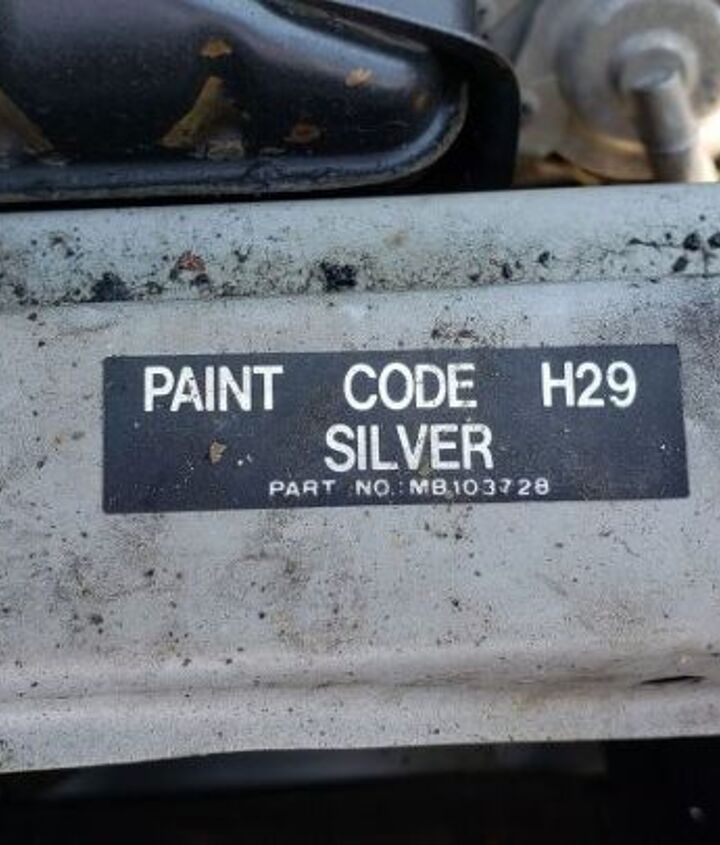 PAINT CODE H29
SILVER
PART NO.:MB103728